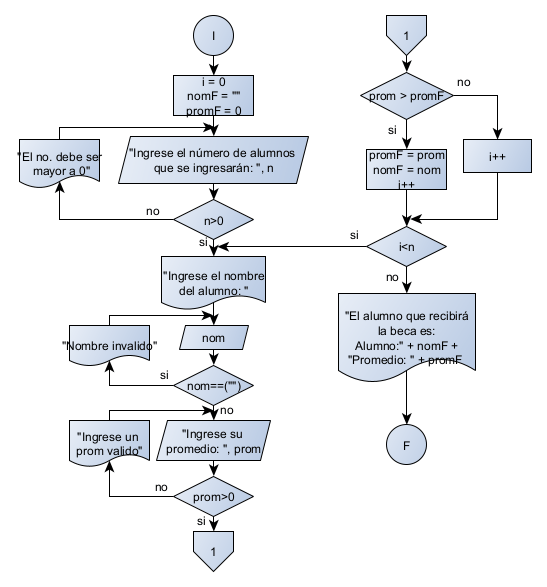 I
i = 0
nomF = ""
promF = 0
"El no. debe ser
mayor a 0"
"Ingrese el número de alumnos
que se ingresarán: ", n
no
n>0
si
"Ingrese el nombre
del alumno: "
"Nombre invalido"
nom
si
nom==("")
no
"Ingrese un
prom valido"
"Ingrese su
promedio: ", prom
no
prom>0
si
1
1
no
prom > promF
si
promF = prom
nomF = nom
i++
i++
si
i<n
no
"El alumno que recibirá
la beca es:
Alumno:" + nomF +
"Promedio: " + promF
F